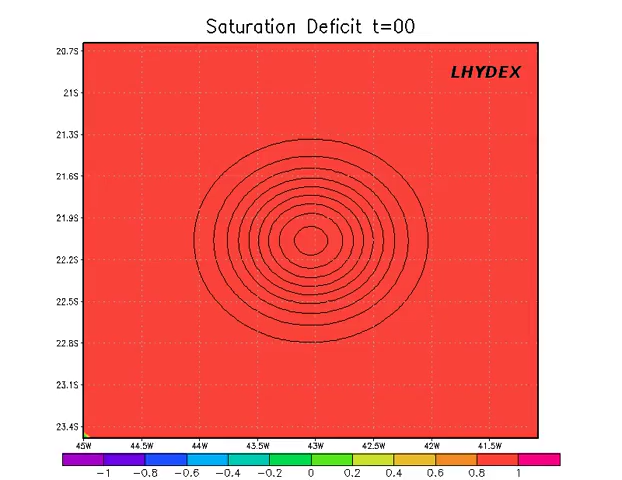 Saturation Deficit t=00
LHYDEX
20.7S
21S
21.3S
21.6S
21.9S
22.2S
22.5S
22.8S
23.1S
23.4S
45W 44.5W 44W 43.5W 43W 42.5W 42W 41.5W
-1 -0.8 -0.6 -0.4 -0.2 0 0.2 0.4 0.6 0.8 1